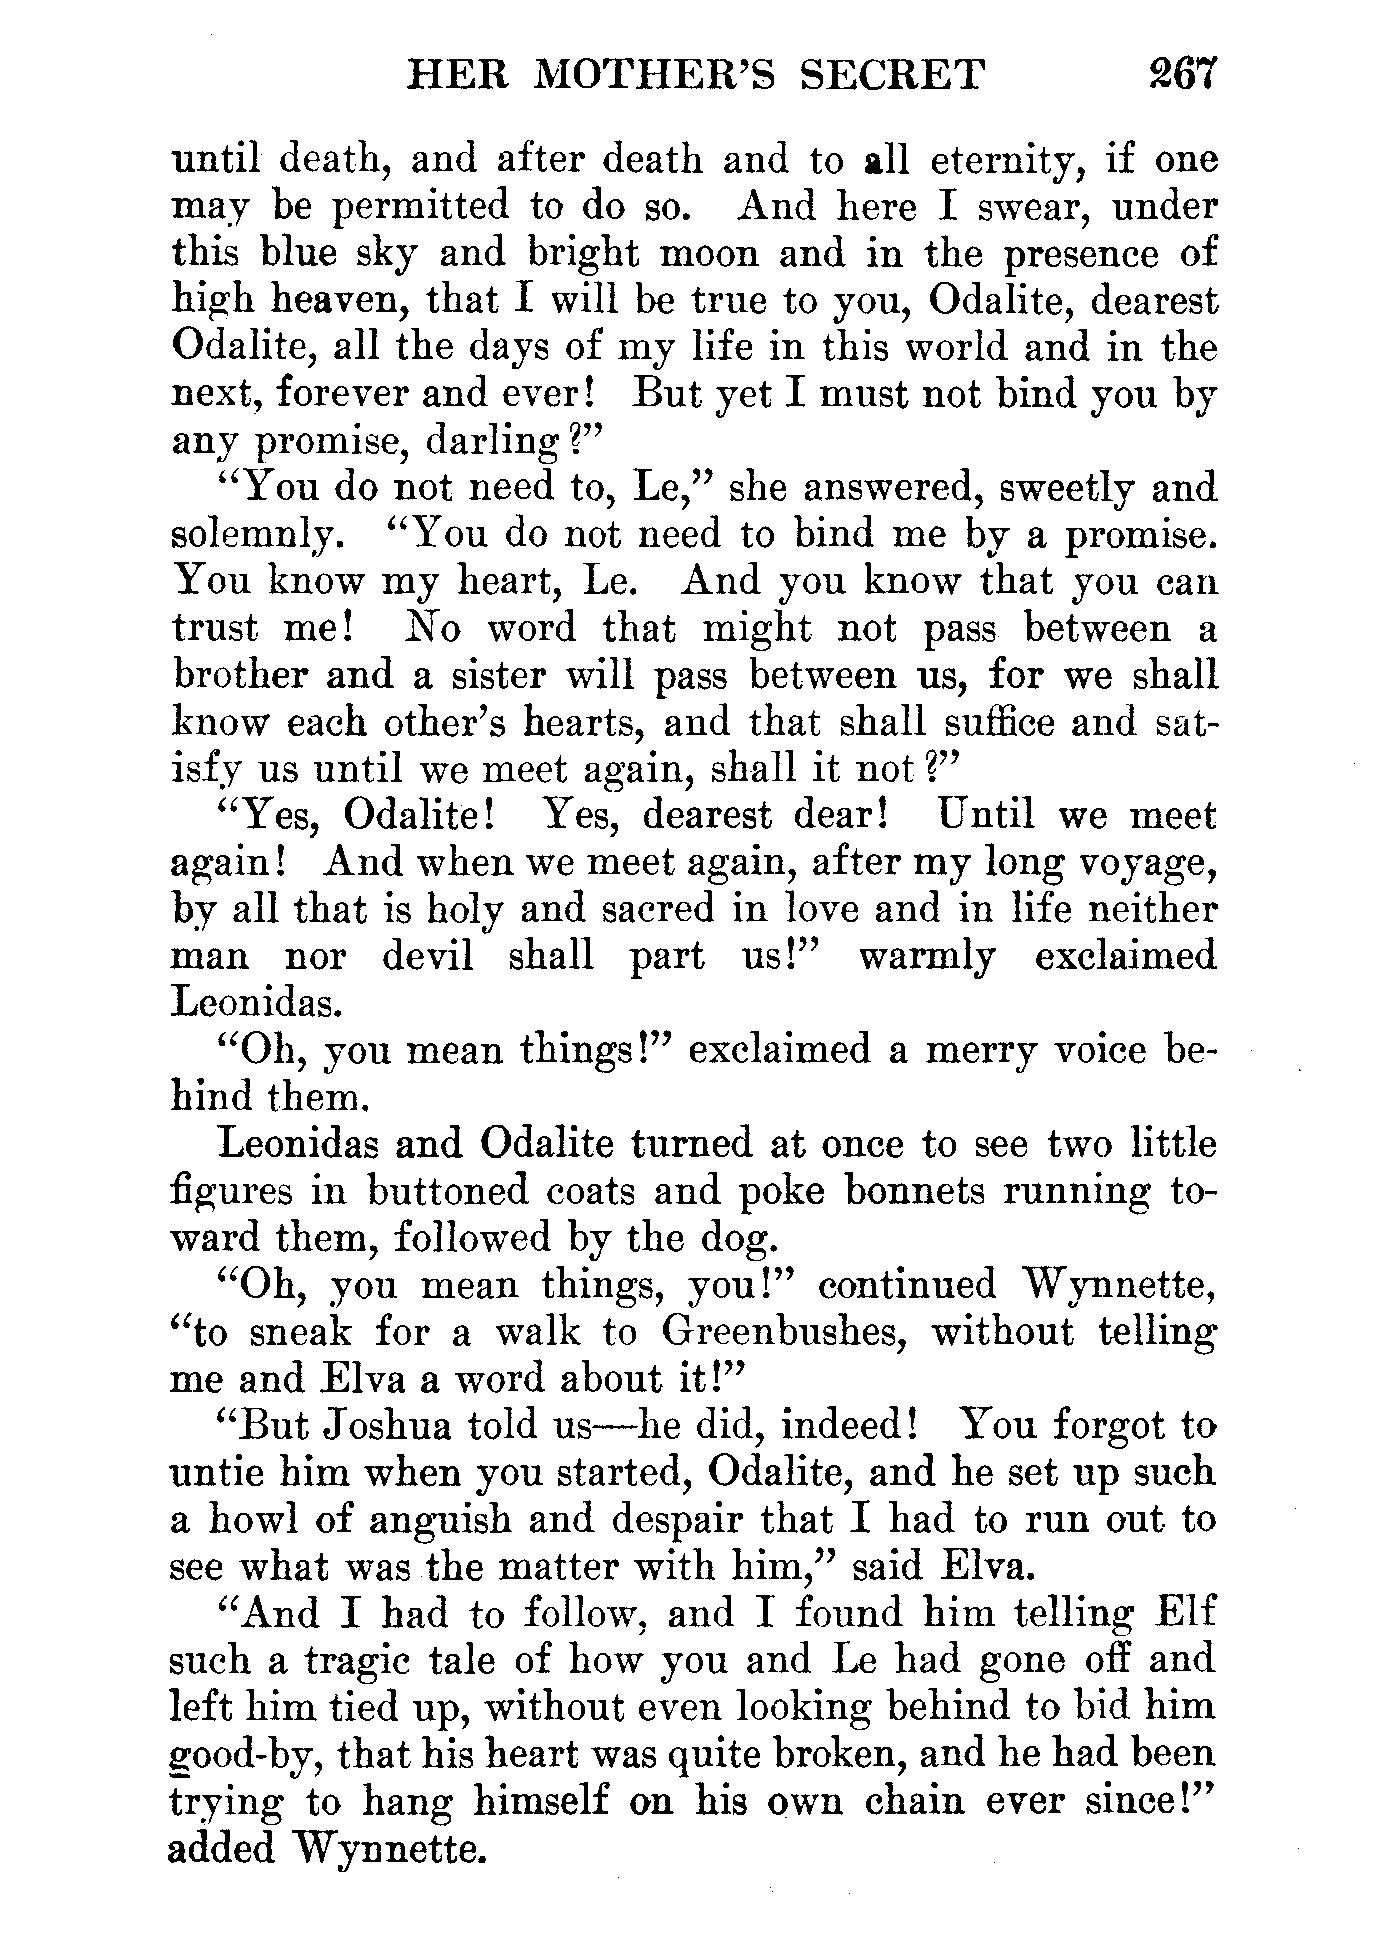 HER MOTHER'S SECRET 267
until death, and after death and to all eternity, if one
may be permitted to do so. And here I swear, under
this blue sky and bright moon and in the presence of
high heaven, that I will be true to you, Odalite, dearest
Odalite, all the days of my life in this world and in the
next, forever and ever! But yet I must not bind you by
any promise, darling?”
“You do not need to, Le,” she answered, sweetly and
solemnly. “You do not need to bind me by a promise.
You know my heart, Le. And you know that you can
trust me! No word that might not pass between a
brother and a sister will pass between us, for we shall
know each other's hearts, and that shall suffice and sat-
isfy us until we meet again, shall it not?”
“Yes, Odalite! Yes, dearest dear! Until we meet
again! And when we meet again, after my long voyage,
by all that is holy and sacred in love and in life neither
man nor devil shall part us!” warmly exclaimed
Leonidas.
“Oh, you mean things!” exclaimed a merry voice be-
hind them.
Leonidas and Odalite turned at once to see two little
figures in buttoned coats and poke bonnets running to-
ward them, followed by the dog.
“Oh, you mean things, you!” continued Wynnette,
“to sneak for a walk to Greenbushes, without telling
me and Elva a word about it!”
“But Joshua told us—he did, indeed! You forgot to
untie him when you started, Odalite, and he set up such
a howl of anguish and despair that I had to run out to
see what was the matter with him,” said Elva.
“And I had to follow, and I found him telling Elf
such a tragic tale of how you and Le had gone off and
left him tied up, without even looking behind to bid him
good-by, that his heart was quite broken, and he had been
trying to hang himself on his own chain ever since!”
added Wynnette.